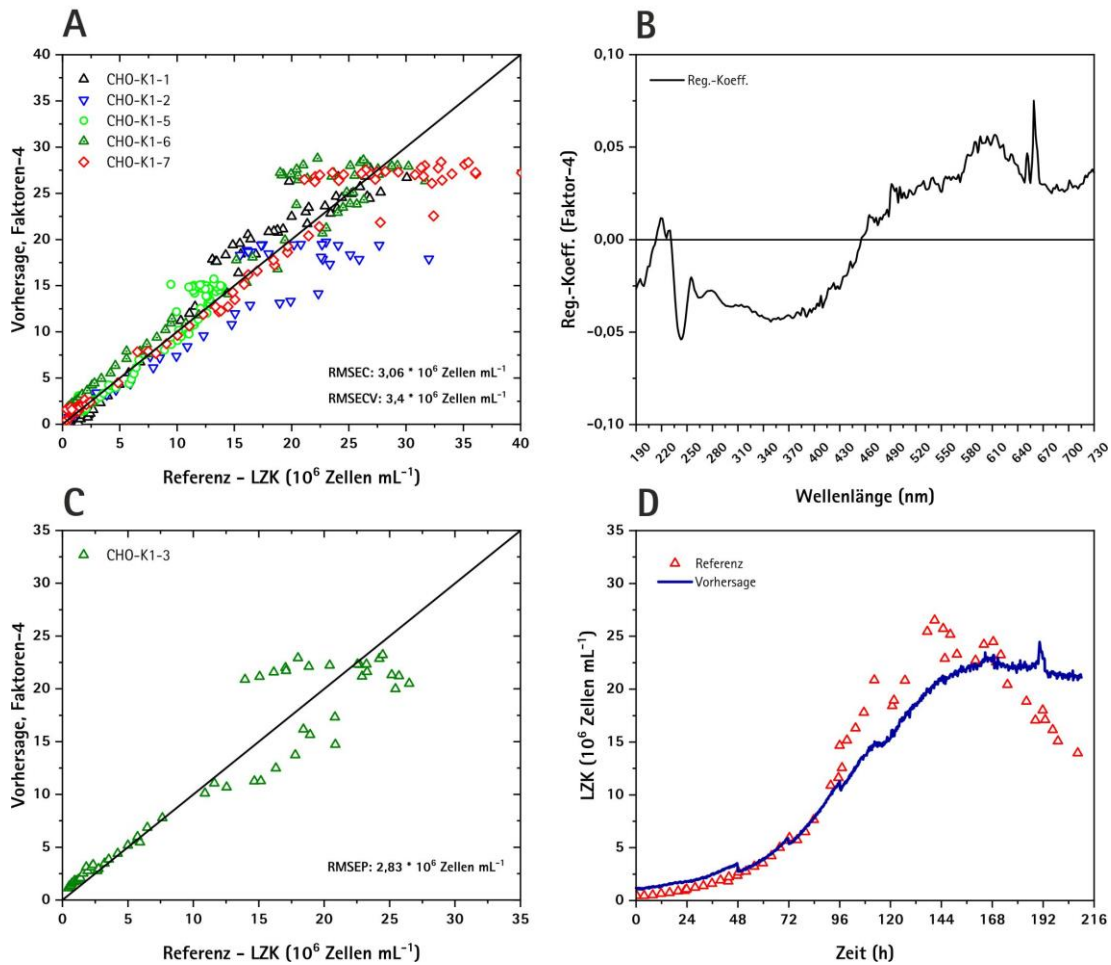 A
Vorhersage, Faktoren-4
40
35
30
25
20
15
10
5
0
CHO-K1-1
CHO-K1-2
CHO-K1-5
CHO-K1-6
CHO-K1-7
RMSEC: 3,06 * 10⁶ Zellen mL⁻¹
RMSECV: 3,4 * 10⁶ Zellen mL⁻¹
0 5 10 15 20 25 30 35 40
Referenz - LZK (10⁶ Zellen mL⁻¹)
B
Reg.-Koeff. (Faktor-4)
0,10
0,05
0,00
-0,05
-0,10
Reg.-Koeff.
190 220 250 280 310 340 370 400 430 460 490 520 550 580 610 640 670 700 730
Wellenlänge (nm)
C
Vorhersage, Faktoren-4
35
30
25
20
15
10
5
0
CHO-K1-3
RMSEP: 2,83 * 10⁶ Zellen mL⁻¹
0 5 10 15 20 25 30 35
Referenz - LZK (10⁶ Zellen mL⁻¹)
D
LZK (10⁶ Zellen mL⁻¹)
35
30
25
20
15
10
5
0
Referenz
Vorhersage
0 24 48 72 96 120 144 168 192 216
Zeit (h)